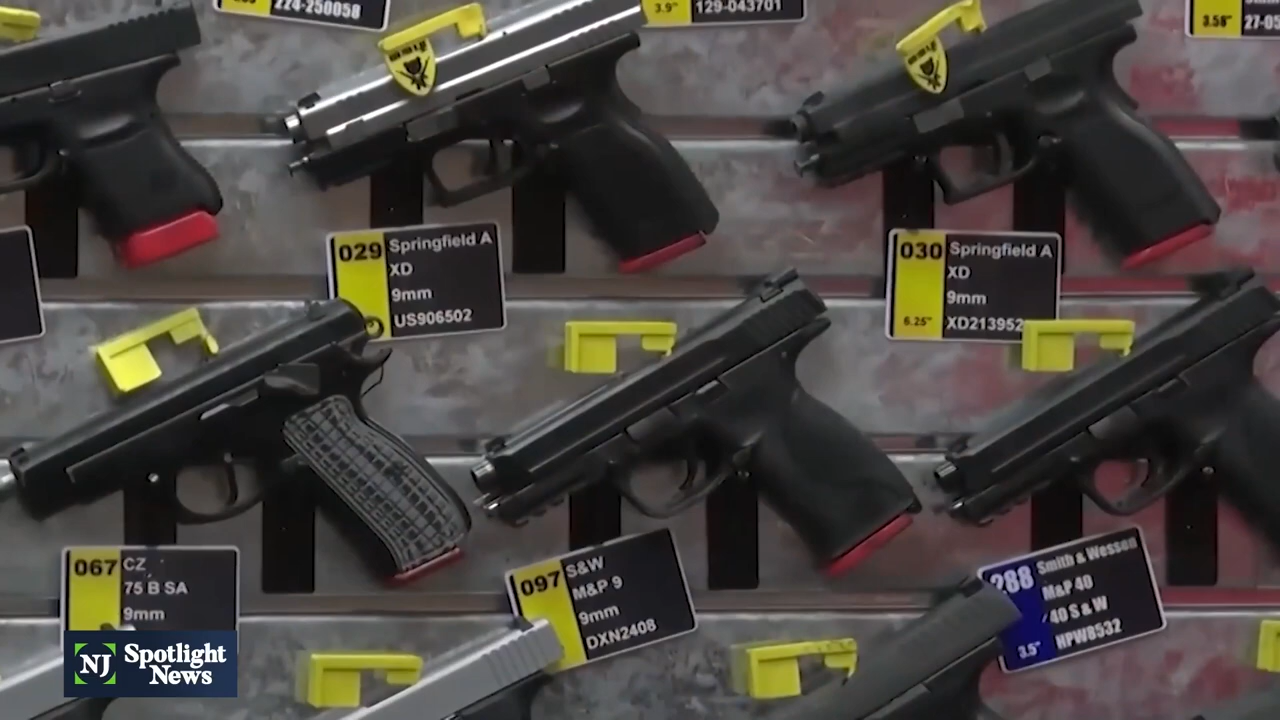 224-250058
3.9"
129-043701
3.58"
029
Springfield A
XD
9mm
US906502
030
Springfield A
XD
9mm
6.25"
XD213952
067
CZ
75 B SA
9mm
097
S&W
M&P 9
9mm
DXN2408
288
Smith & Wesson
M&P 40
40 S & W
3.5"
HPW8532
NJ Spotlight
News